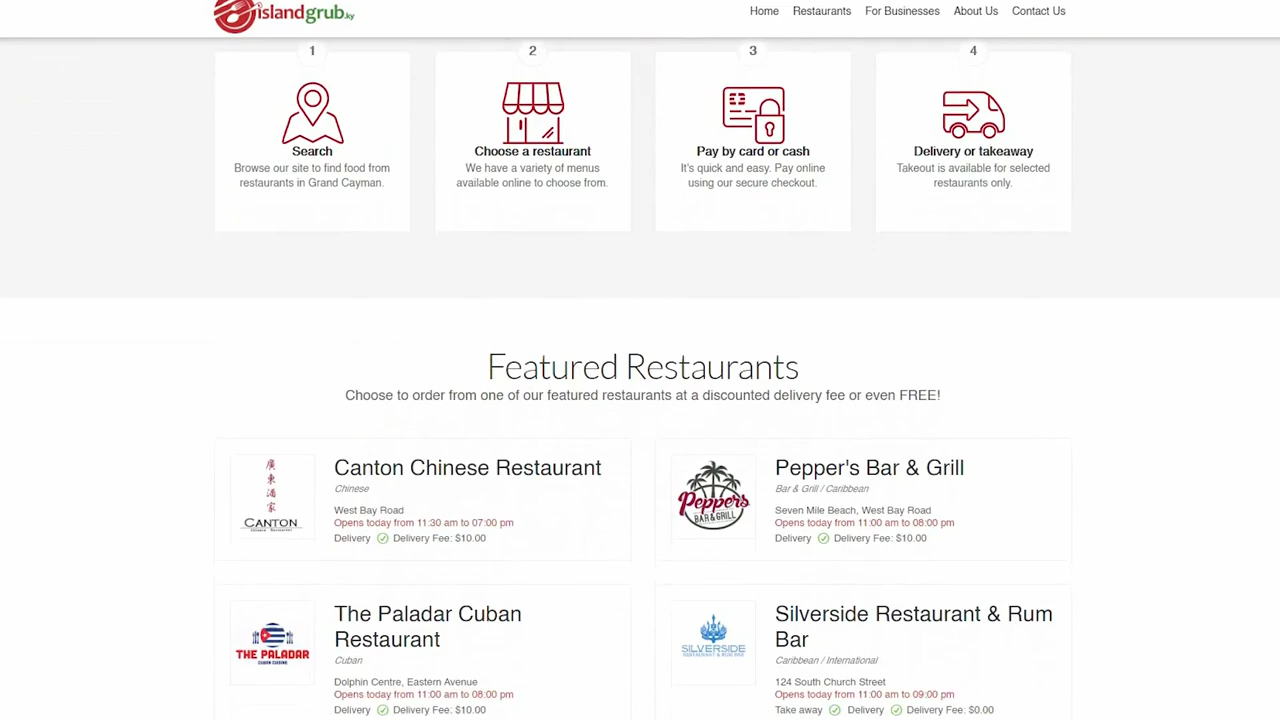 islandgrub.ky
Home Restaurants For Businesses About Us Contact Us
1 2 3 4
Search
Browse our site to find food from
restaurants in Grand Cayman.
Choose a restaurant
We have a variety of menus
available online to choose from.
Pay by card or cash
It's quick and easy. Pay online
using our secure checkout.
Delivery or takeaway
Takeout is available for selected
restaurants only.
Featured Restaurants
Choose to order from one of our featured restaurants at a discounted delivery fee or even FREE!
廣東酒家
CANTON
Canton Chinese Restaurant
Chinese
West Bay Road
Opens today from 11:30 am to 07:00 pm
Delivery Delivery Fee: $10.00
Peppers
BAR & GRILL
Pepper's Bar & Grill
Bar & Grill / Caribbean
Seven Mile Beach, West Bay Road
Opens today from 11:00 am to 08:00 pm
Delivery Delivery Fee: $10.00
THE PALADAR
CUBAN CUISINE
The Paladar Cuban
Restaurant
Cuban
Dolphin Centre, Eastern Avenue
Opens today from 11:00 am to 08:00 pm
Delivery Delivery Fee: $10.00
SILVERSIDE
RESTAURANT & RUM BAR
Silverside Restaurant & Rum
Bar
Caribbean / International
124 South Church Street
Opens today from 11:00 am to 09:00 pm
Take away Delivery Delivery Fee: $0.00